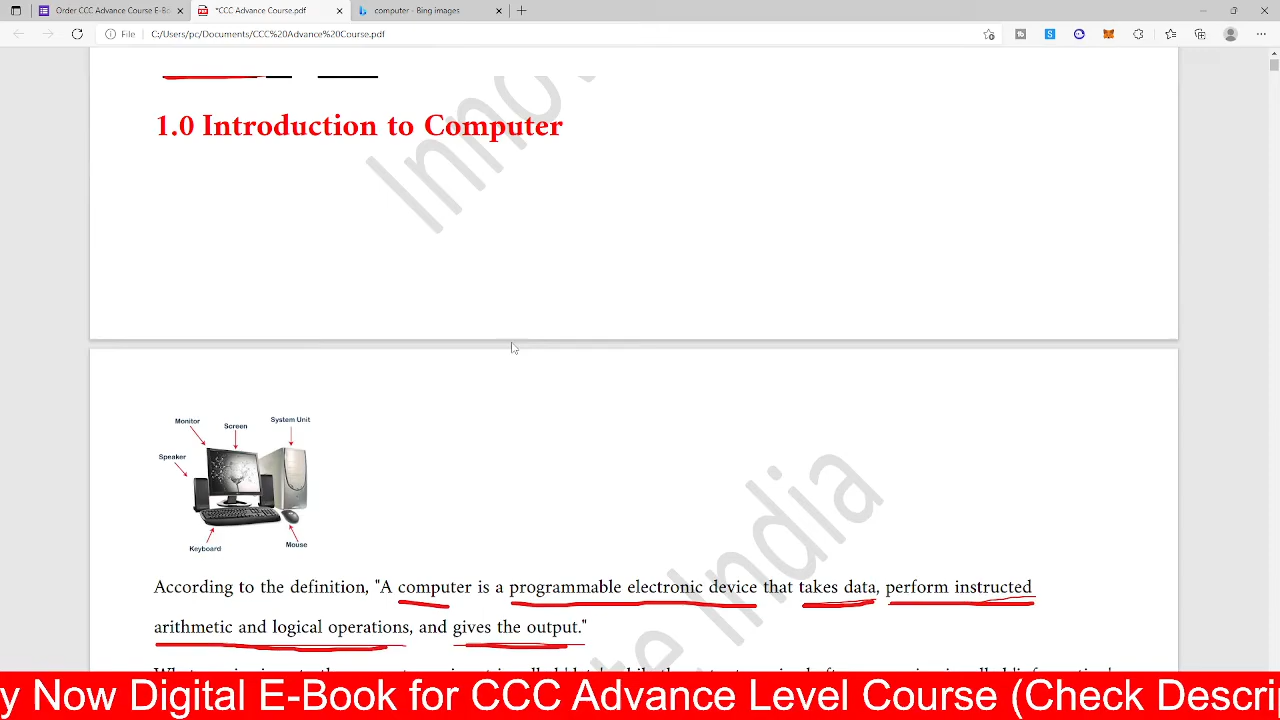 Order CCC Advance Course E-Bo
*CCC Advance Course.pdf
computer - Bing images
File
C:/Users/pc/Documents/CCC%20Advance%20Course.pdf
1.0 Introduction to Computer
Monitor
Screen
System Unit
Speaker
Keyboard
Mouse
According to the definition, "A computer is a programmable electronic device that takes data, perform instructed
arithmetic and logical operations, and gives the output."
y Now Digital E-Book for CCC Advance Level Course (Check Descri